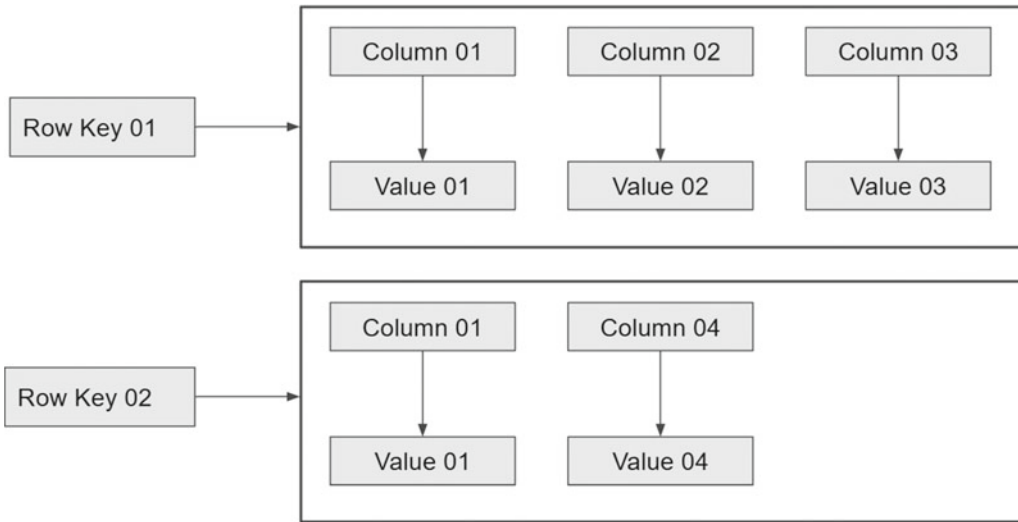 Column 01
Column 02
Column 03
Row Key 01
Value 01
Value 02
Value 03
Column 01
Column 04
Row Key 02
Value 01
Value 04